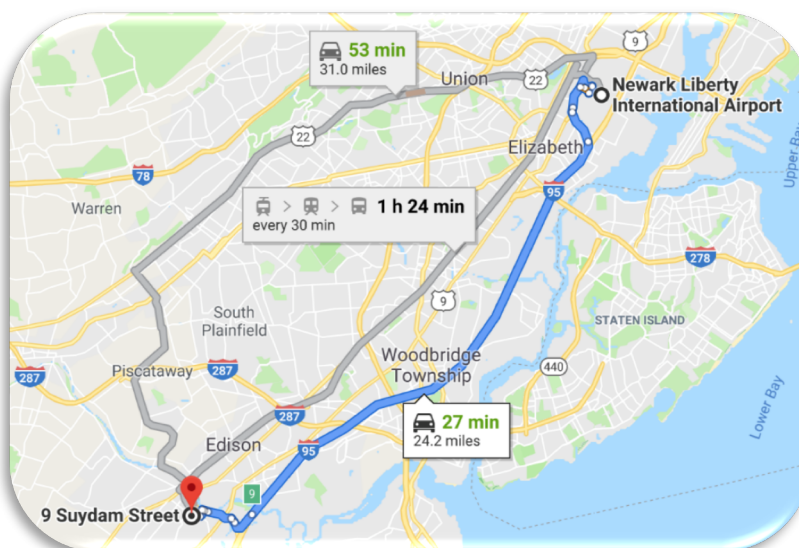 9
53 min
31.0 miles
Union
22
Newark Liberty
International Airport
22
Elizabeth
78
95
Upper Bay
Warren
1 h 24 min
every 30 min
278
9
South
Plainfield
STATEN ISLAND
Woodbridge
Township
287
Piscataway
287
440
287
27 min
24.2 miles
Lower Bay
Edison
95
9
9 Suydam Street